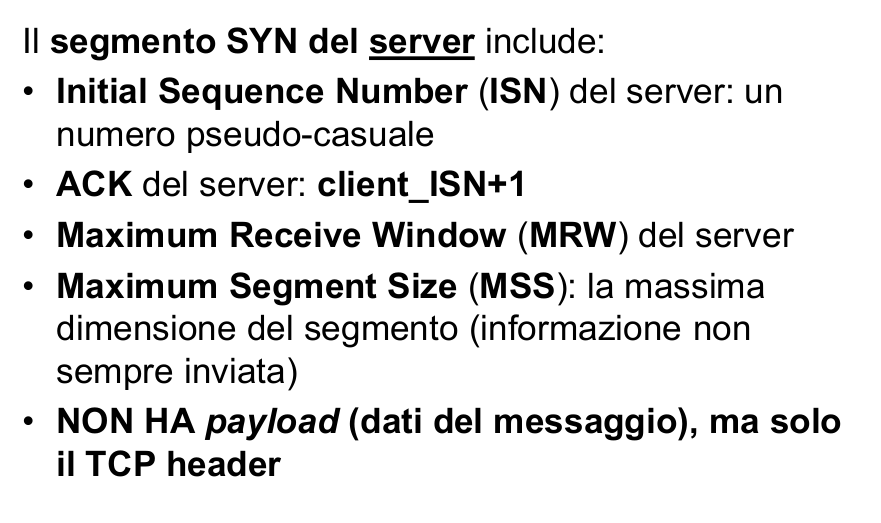 Il segmento SYN del server include:
• Initial Sequence Number (ISN) del server: un
numero pseudo-casuale
• ACK del server: client_ISN+1
• Maximum Receive Window (MRW) del server
• Maximum Segment Size (MSS): la massima
dimensione del segmento (informazione non
sempre inviata)
• NON HA payload (dati del messaggio), ma solo
il TCP header